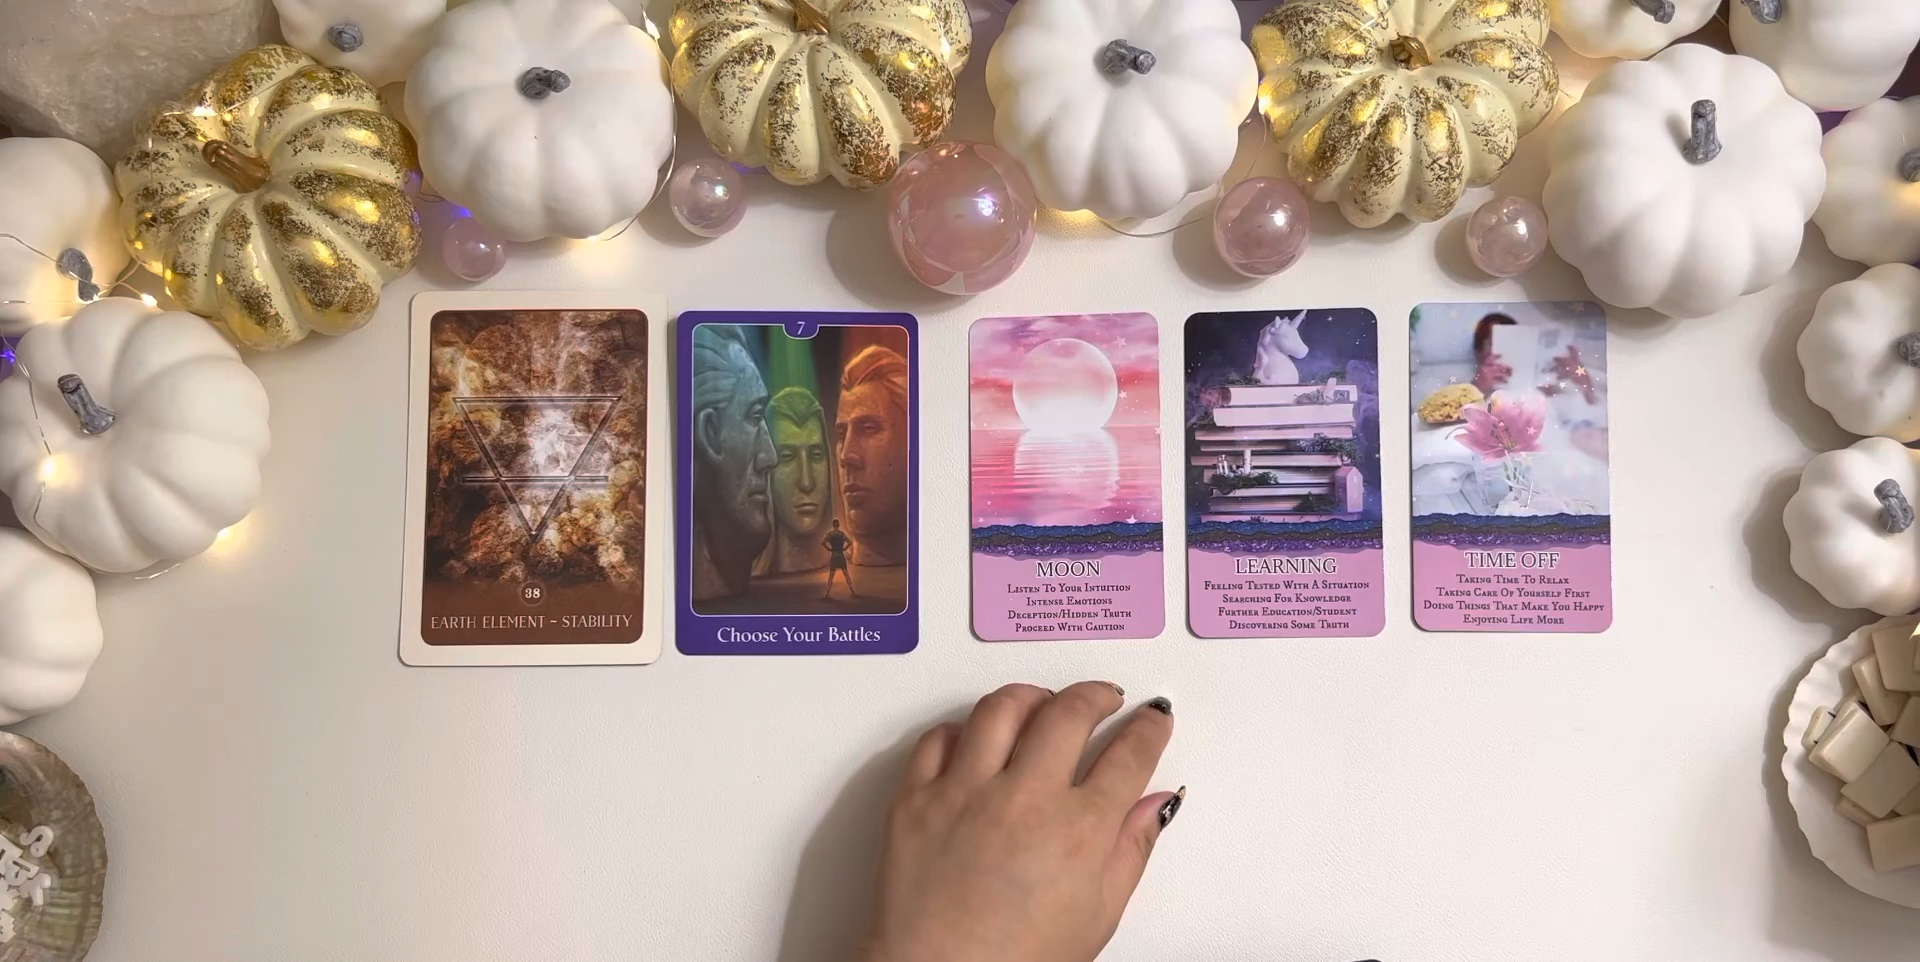 38
EARTH ELEMENT ~ STABILITY
7
Choose Your Battles
MOON
LISTEN TO YOUR INTUITION
INTENSE EMOTIONS
DECEPTION/HIDDEN TRUTH
PROCEED WITH CAUTION
LEARNING
FEELING TESTED WITH A SITUATION
SEARCHING FOR KNOWLEDGE
FURTHER EDUCATION/STUDENT
DISCOVERING SOME TRUTH
TIME OFF
TAKING TIME TO RELAX
TAKING CARE OF YOURSELF FIRST
DOING THINGS THAT MAKE YOU HAPPY
ENJOYING LIFE MORE